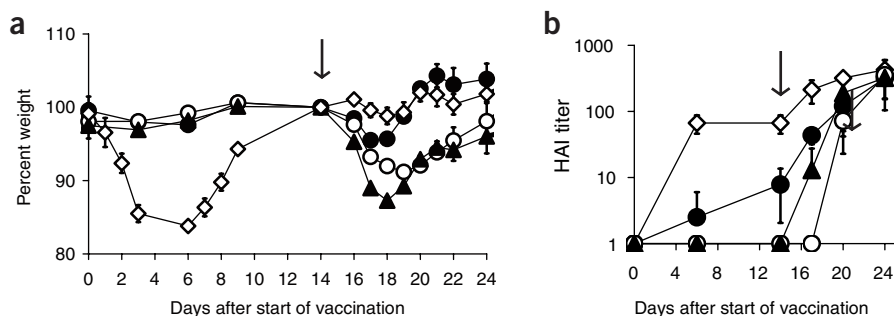 a
110
100
90
80
Percent weight
0 2 4 6 8 10 12 14 16 18 20 22 24
Days after start of vaccination
b
1000
100
10
1
HAI titer
0 4 8 12 16 20 24
Days after start of vaccination